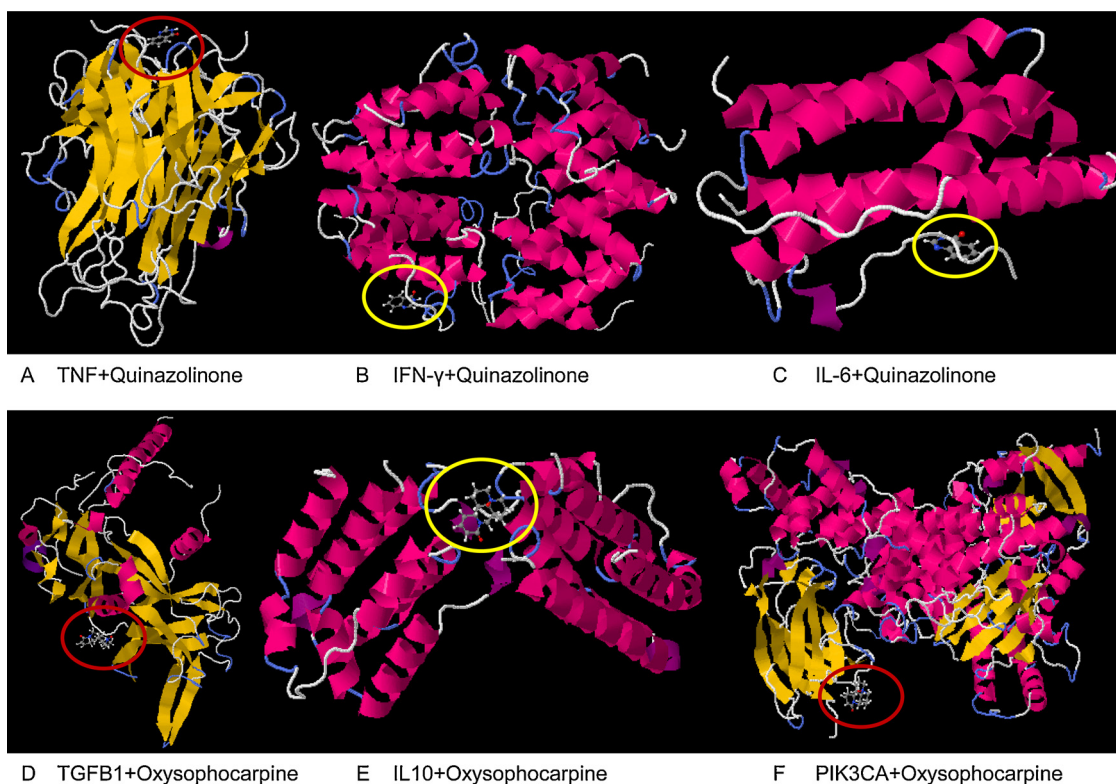 A TNF+Quinazolinone B IFN-γ+Quinazolinone C IL-6+Quinazolinone
D TGFB1+Oxysophocarpine E IL10+Oxysophocarpine F PIK3CA+Oxysophocarpine